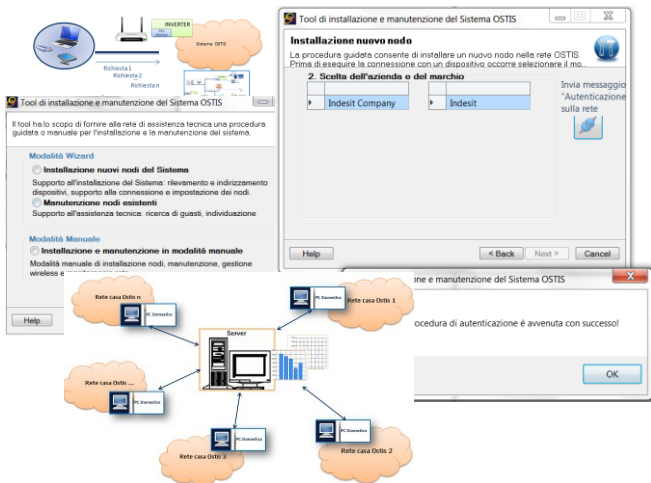 INVERTER
Sistema OSTIS
Richiesta1
Richiesta2
Richiestan
Tool di installazione e manutenzione del Sistema OSTIS
Installazione nuovo nodo
La procedura guidata consente di installare un nuovo nodo nella rete OSTIS.
Prima di eseguire la connessione con un dispositivo occorre selezionare il mo...
2. Scelta dell'azienda e del marchio
Indesit Company
Indesit
Invia messaggio
"Autenticazione
sulla rete
Help
< Back
Next >
Cancel
Tool di installazione e manutenzione del Sistema OSTIS
Il tool ha lo scopo di fornire alla rete di assistenza tecnica una procedura
guidata o manuale per l'installazione e la manutenzione del sistema.
Modalità Wizard
Installazione nuovi nodi del Sistema
Supporto all'installazione del Sistema: rilevamento e indirizzamento
dispositivi, supporto alla connessione e impostazione dei nodi.
Manutenzione nodi esistenti
Supporto all'assistenza tecnica: ricerca di guasti, individuazione
Modalità Manuale
Installazione e manutenzione in modalità manuale
Modalità manuale di installazione nodi, manutenzione, gestione
wireless e
Help
ne e manutenzione del Sistema OSTIS
ocedura di autenticazione è avvenuta con successo!
OK
Rete casa Ostis n
PC Domestico
PC Domestico
Rete casa Ostis 1
Server
Rete casa Ostis ...
PC Domestico
PC Domestico
Rete casa Ostis 3
PC Domestico
Rete casa Ostis 2